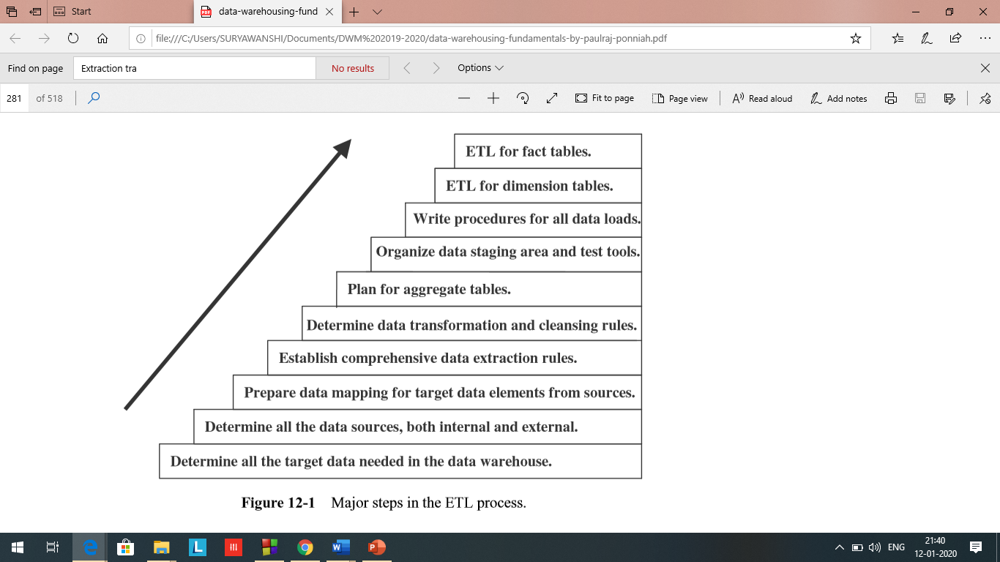 Start
data-warehousing-fund
file:///C:/Users/SURYAWANSHI/Documents/DWM%202019-2020/data-warehousing-fundamentals-by-paulraj-ponniah.pdf
Find on page
Extraction tra
No results
Options
281
of 518
Fit to page
Page view
Read aloud
Add notes
ETL for fact tables.
ETL for dimension tables.
Write procedures for all data loads.
Organize data staging area and test tools.
Plan for aggregate tables.
Determine data transformation and cleansing rules.
Establish comprehensive data extraction rules.
Prepare data mapping for target data elements from sources.
Determine all the data sources, both internal and external.
Determine all the target data needed in the data warehouse.
Figure 12-1 Major steps in the ETL process.
ENG
21:40
12-01-2020